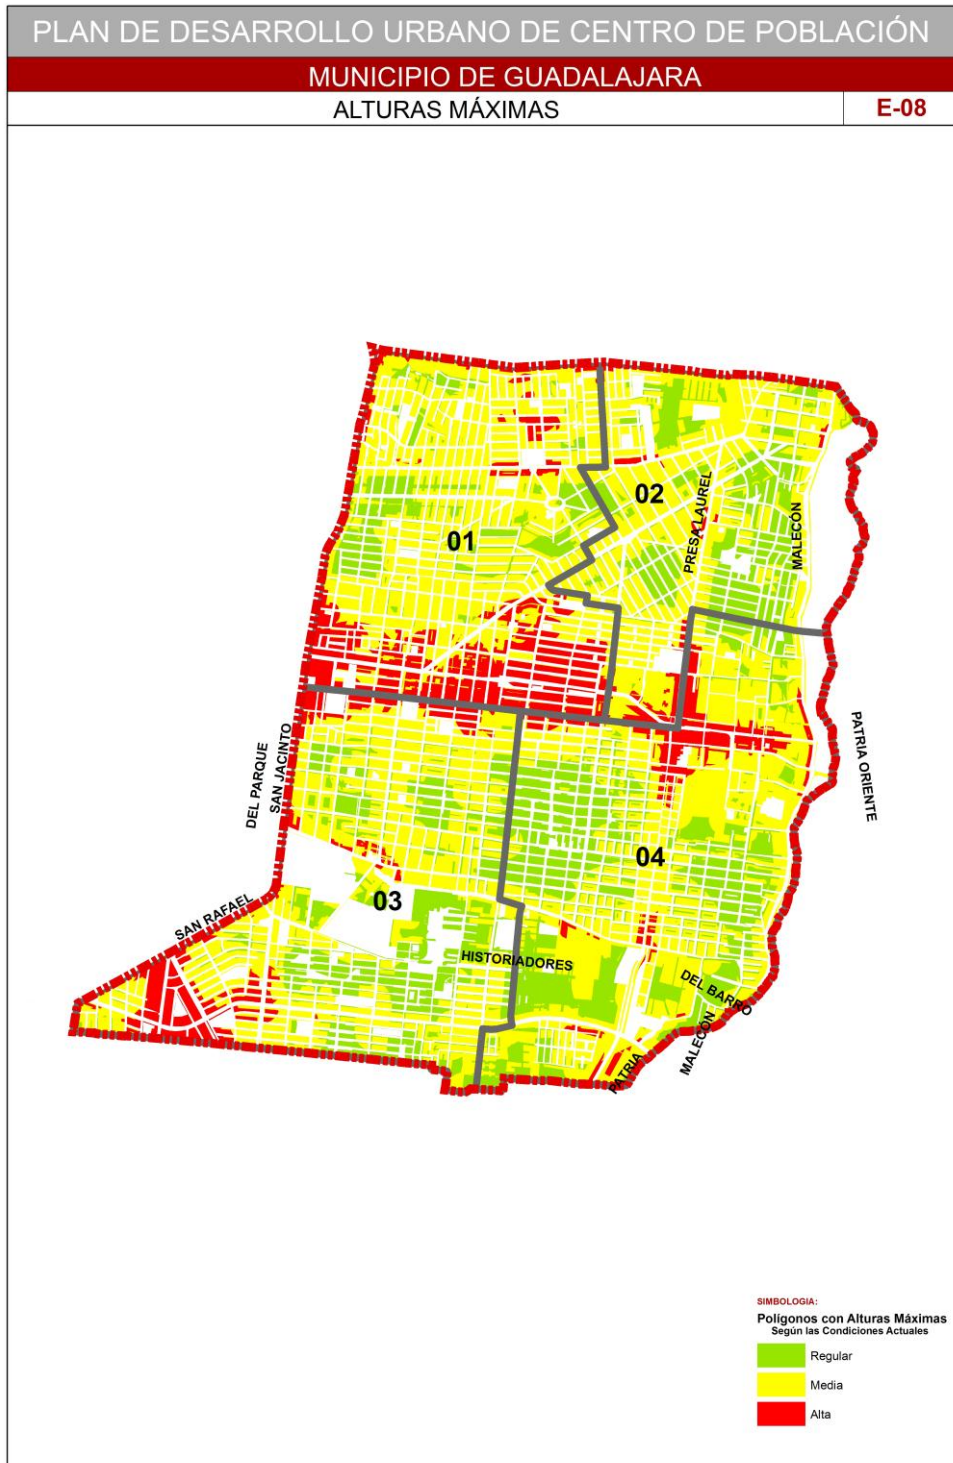 PLAN DE DESARROLLO URBANO DE CENTRO DE POBLACIÓN
MUNICIPIO DE GUADALAJARA
ALTURAS MÁXIMAS
E-08
02
PRESA LAUREL
MALECÓN
01
DEL PARQUE
SAN JACINTO
PATRIA ORIENTE
04
03
SAN RAFAEL
HISTORIADORES
DEL BARRO
MALECÓN
PATRIA
SIMBOLOGIA:
Polígonos con Alturas Máximas
Según las Condiciones Actuales
Regular
Media
Alta